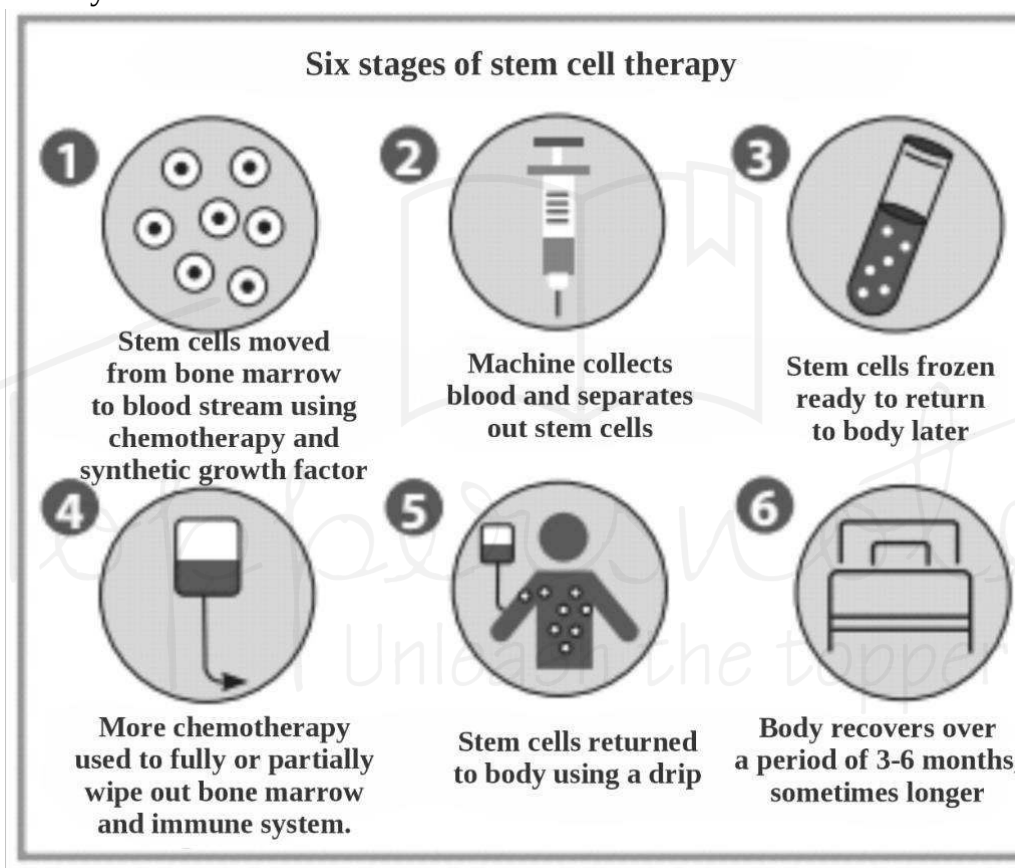 Six stages of stem cell therapy
1
Stem cells moved
from bone marrow
to blood stream using
chemotherapy and
synthetic growth factor
2
Machine collects
blood and separates
out stem cells
3
Stem cells frozen
ready to return
to body later
4
More chemotherapy
used to fully or partially
wipe out bone marrow
and immune system.
5
Stem cells returned
to body using a drip
6
Body recovers over
a period of 3-6 months,
sometimes longer
Unleash the topper